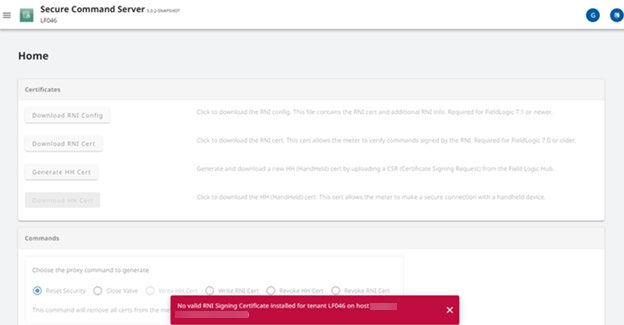 Secure Command Server 5.0.2-SNAPSHOT
LF046
G
Home
Certificates
Download RNI Config
Click to download the RNI config. This file contains the RNI cert and additional RNI info. Required for FieldLogic 7.1 or newer.
Download RNI Cert
Click to download the RNI cert. This cert allows the meter to verify commands signed by the RNI. Required for FieldLogic 7.0 or older.
Generate HH Cert
Generate and download a new HH (HandHeld) cert by uploading a CSR (Certificate Signing Request) from the Field Logic Hub.
Download HH Cert
Click to download the HH (HandHeld) cert. This cert allows the meter to make a secure connection with a handheld device.
Commands
Choose the proxy command to generate
Reset Security Close Valve Write HH Cert Write RNI Cert Revoke HH Cert Revoke RNI Cert
This command will remove all certs from the me
No valid RNI Signing Certificate Installed for tenant LF046 on host